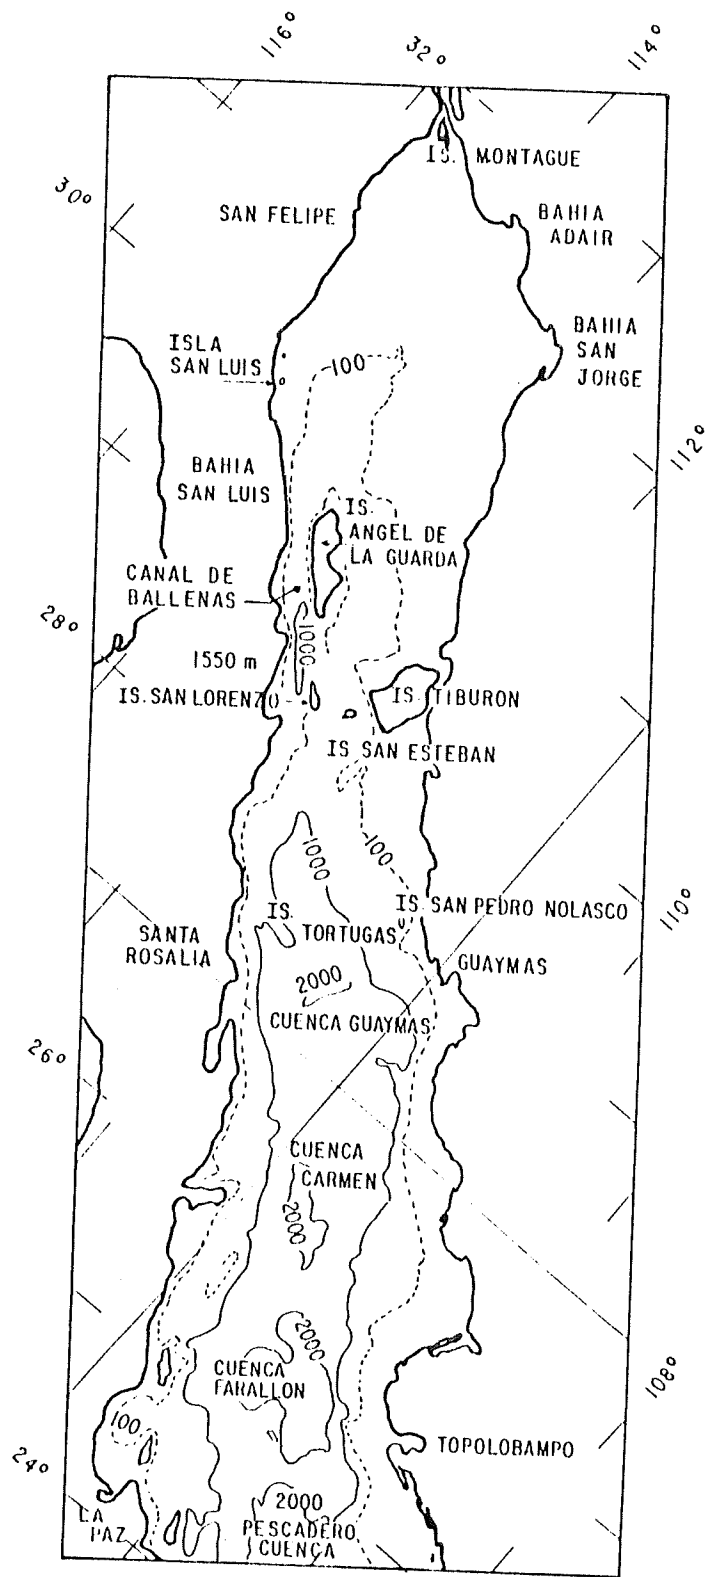 116°
32°
114°
IS. MONTAGUE
30°
SAN FELIPE
BAHIA
ADAIR
ISLA
SAN LUIS
BAHIA
SAN
JORGE
100
112°
BAHIA
SAN LUIS
IS.
ANGEL DE
LA GUARDA
CANAL DE
BALLENAS
28°
1000
1550 m
IS. SAN LORENZO
IS. TIBURON
IS SAN ESTEBAN
1000
100
IS.
TORTUGAS
IS. SAN PEDRO NOLASCO
110°
SANTA
ROSALIA
GUAYMAS
2000
CUENCA GUAYMAS
26°
CUENCA
CARMEN
2000
2000
CUENCA
FARALLON
108°
100
TOPOLOBAMPO
24°
LA
PAZ
2000
PESCADERO
CUENCA